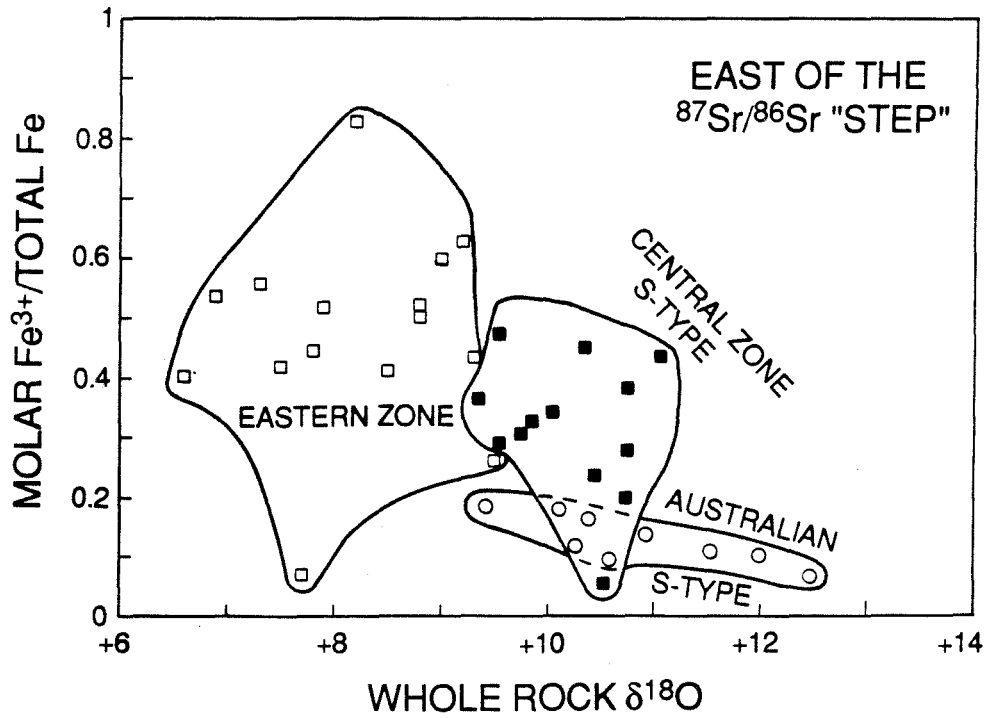 EAST OF THE
⁸⁷Sr/⁸⁶Sr "STEP"
MOLAR Fe³⁺/TOTAL Fe
1
0.8
0.6
0.4
0.2
0
CENTRAL ZONE
S-TYPE
EASTERN ZONE
AUSTRALIAN
S-TYPE
+6
+8
+10
+12
+14
WHOLE ROCK δ¹⁸O